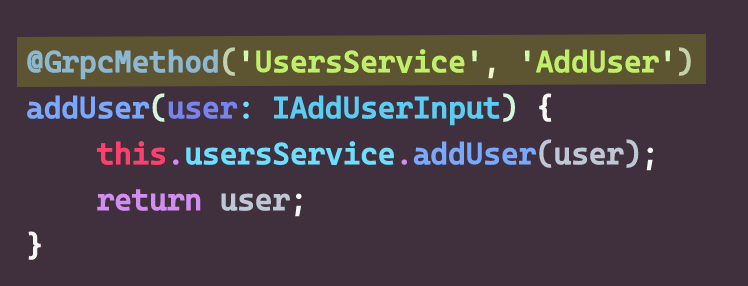 @GrpcMethod('UsersService', 'AddUser')
addUser(user: IAddUserInput) {
    this.usersService.addUser(user);
    return user;
}